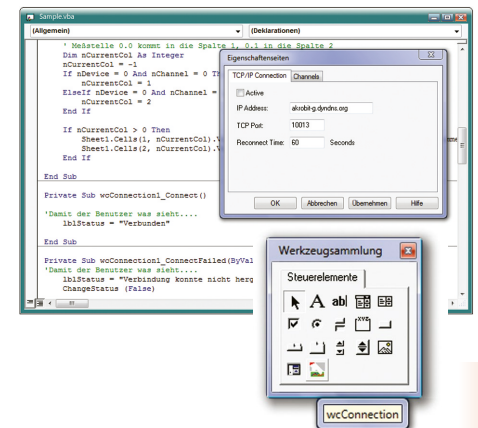 Sample.vba
(Allgemein) (Deklarationen)
' Meßstelle 0.0 kommt in die Spalte 1, 0.1 in die Spalte 2
Dim nCurrentCol As Integer
nCurrentCol = -1
If nDevice = 0 And nChannel = 0 Th
nCurrentCol = 1
ElseIf nDevice = 0 And nChannel =
nCurrentCol = 2
End If
If nCurrentCol > 0 Then
Sheet1.Cells(1, nCurrentCol).V
Sheet1.Cells(2, nCurrentCol).V
End If
End Sub
Private Sub wcConnection1_Connect()
'Damit der Benutzer was sieht....
lblStatus = "Verbunden"
End Sub
Private Sub woConnection1_ConnectFailed(ByVal
'Damit der Benutzer was sieht....
lblStatus = "Verbindung konnte nicht herg
ChangeStatus (False)
Eigenschaftenseiten
TCP/IP Connection Channels
Active
IP Address: akrobit-g.dyndns.org
TCP Port: 10013
Reconnect Time: 60 Seconds
OK Abbrechen Übernehmen Hilfe
Werkzeugsammlung
Steuerelemente
A ab|
xyz
wcConnection